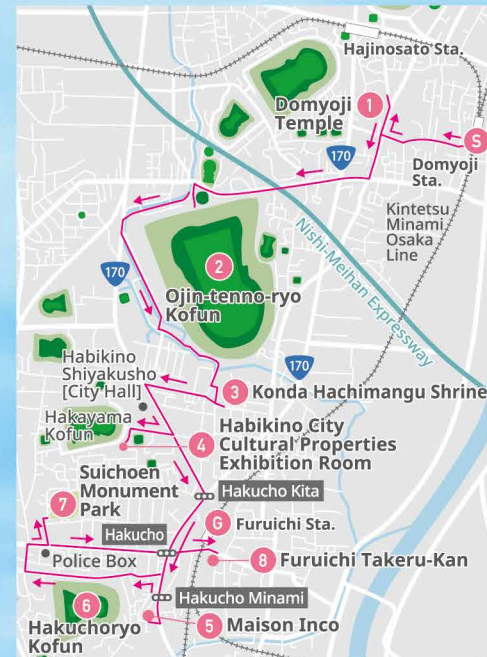 Hajinosato Sta.
Domyoji
Temple
1
S
170
Domyoji
Sta.
Kintetsu
Minami
Osaka
Line
Nishi-Meihan Expressway
170
2
Ojin-tenno-ryo
Kofun
170
Habikino
Shiyakusho
[City Hall]
3 Konda Hachimangu Shrine
Hakayama
Kofun
4 Habikino City
Cultural Properties
Exhibition Room
Suichoen
Monument
Park
7
Hakucho Kita
G Furuichi Sta.
Hakucho
Police Box
8 Furuichi Takeru-Kan
Hakucho Minami
6
Hakuchoryo
Kofun
5 Maison Inco